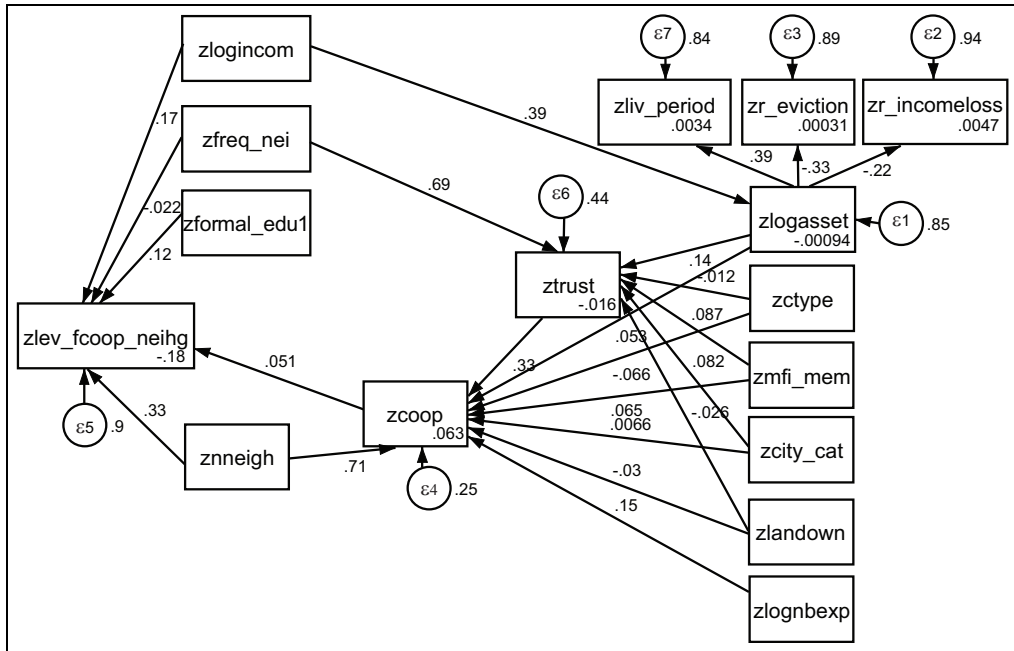 ε7 .84
ε3 .89
ε2 .94
zlogincom
zliv_period
.0034
zr_eviction
.00031
zr_incomeloss
.0047
.17
.39
.39
-.33
-.22
zfreq_nei
.69
ε6 .44
-.022
zformal_edu1
.12
zlogasset
-.00094
ε1 .85
ztrust
-.016
.14
-.012
zctype
zlev_fcoop_neihg
-.18
.087
.053
.051
.33
.082
zmfi_mem
-.066
zcoop
.063
.065
-.026
.0066
ε5 .9
.33
znneigh
.71
zcity_cat
-.03
ε4 .25
.15
zlandown
zlognbexp